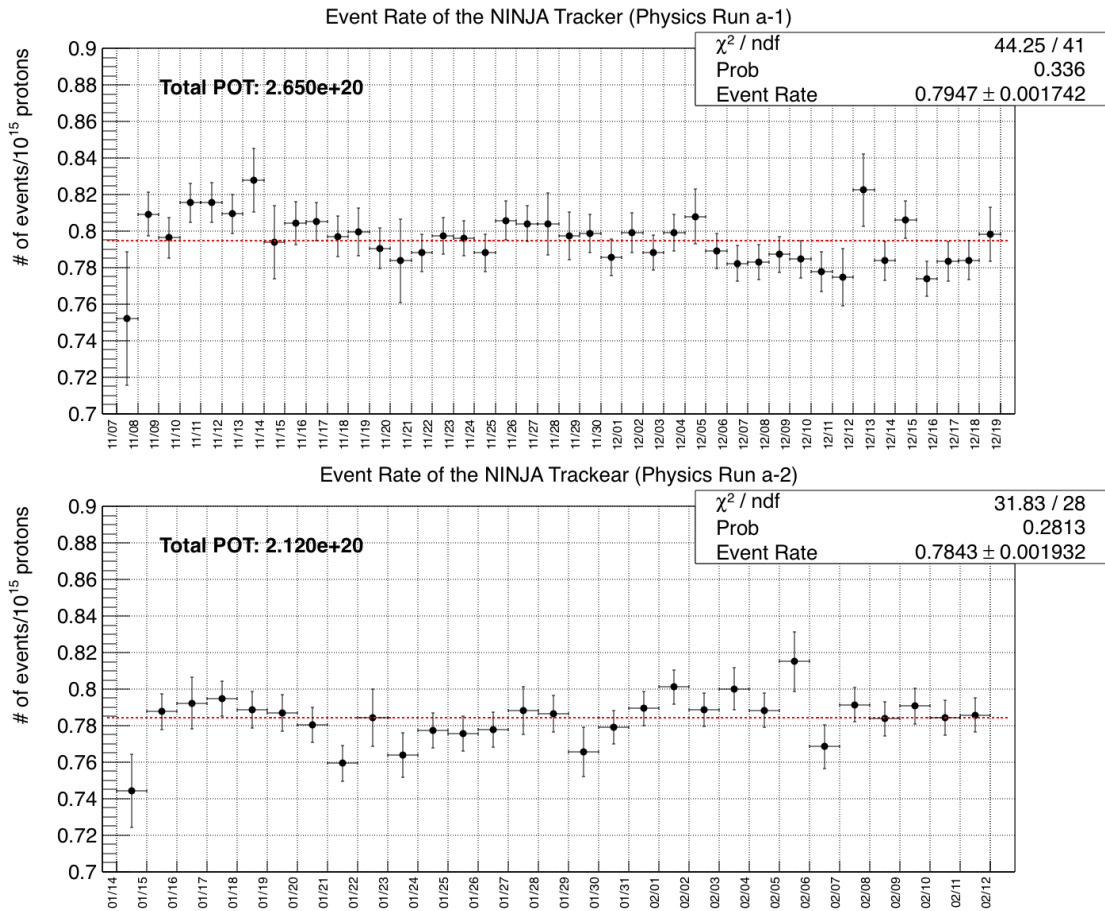 Event Rate of the NINJA Tracker (Physics Run a-1)
χ² / ndf 44.25 / 41
Prob 0.336
Event Rate 0.7947 ± 0.001742
Total POT: 2.650e+20
# of events/10¹⁵ protons
0.9
0.88
0.86
0.84
0.82
0.8
0.78
0.76
0.74
0.72
0.7
11/07 11/08 11/09 11/10 11/11 11/12 11/13 11/14 11/15 11/16 11/17 11/18 11/19 11/20 11/21 11/22 11/23 11/24 11/25 11/26 11/27 11/28 11/29 11/30 12/01 12/02 12/03 12/04 12/05 12/06 12/07 12/08 12/09 12/10 12/11 12/12 12/13 12/14 12/15 12/16 12/17 12/18 12/19
Event Rate of the NINJA Trackear (Physics Run a-2)
χ² / ndf 31.83 / 28
Prob 0.2813
Event Rate 0.7843 ± 0.001932
Total POT: 2.120e+20
# of events/10¹⁵ protons
0.9
0.88
0.86
0.84
0.82
0.8
0.78
0.76
0.74
0.72
0.7
01/14 01/15 01/16 01/17 01/18 01/19 01/20 01/21 01/22 01/23 01/24 01/25 01/26 01/27 01/28 01/29 01/30 01/31 02/01 02/02 02/03 02/04 02/05 02/06 02/07 02/08 02/09 02/10 02/11 02/12